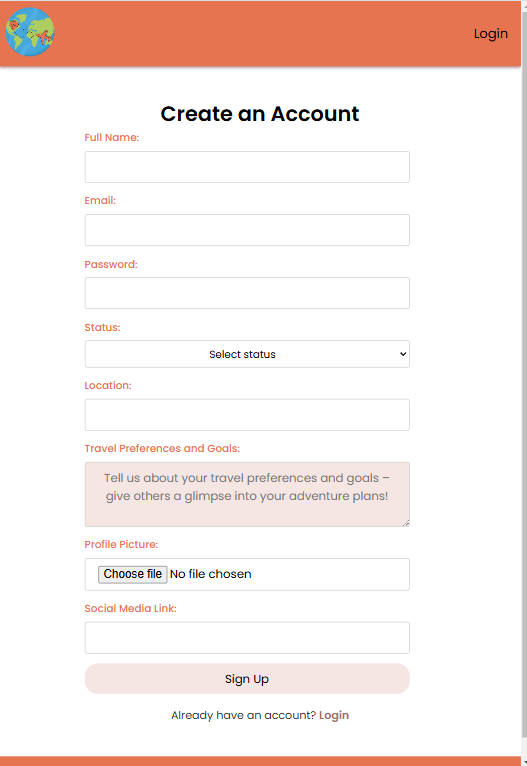 Login
Create an Account
Full Name:
Email:
Password:
Status:
Select status
Location:
Travel Preferences and Goals:
Tell us about your travel preferences and goals –
give others a glimpse into your adventure plans!
Profile Picture:
Choose file No file chosen
Social Media Link:
Sign Up
Already have an account? Login